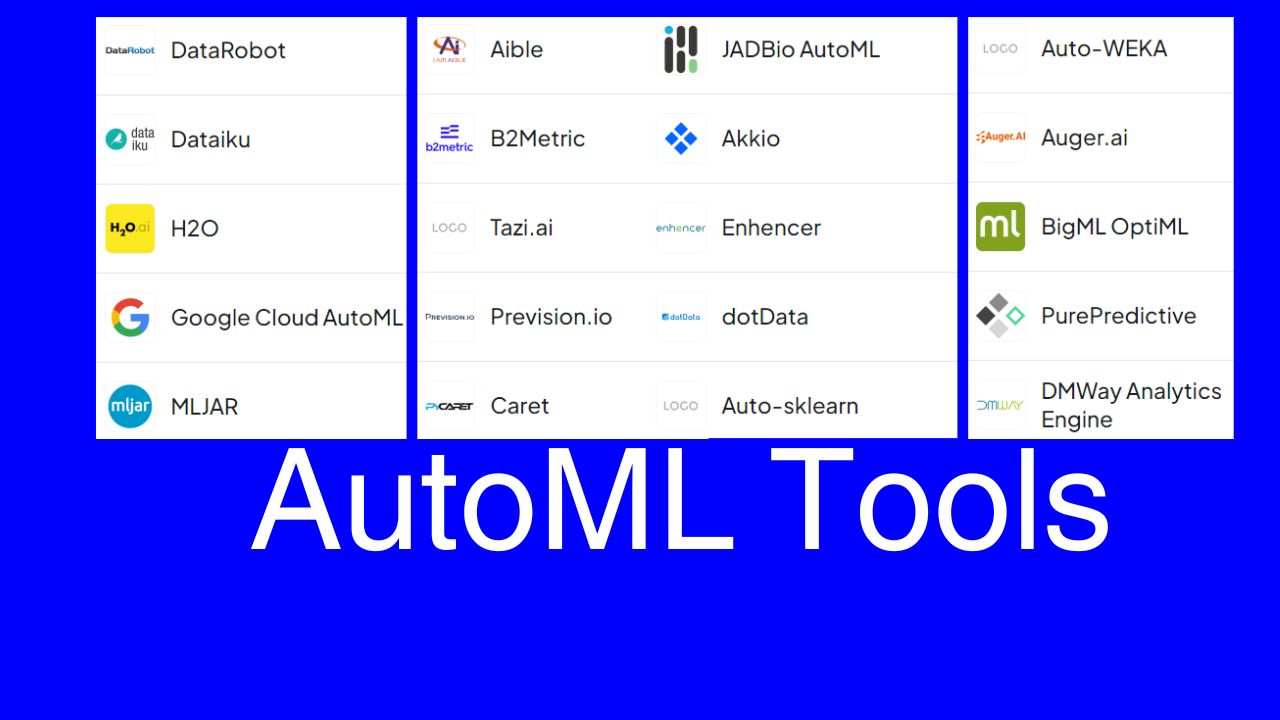 DataRobot DataRobot
data
iku Dataiku
H2O.ai H2O
Google Cloud AutoML
mljar MLJAR
Ai
I AM AIBLE Aible
JADBio AutoML
b2metric B2Metric
Akkio
LOGO Tazi.ai
enhencer Enhencer
PREVISION.IO Prevision.io
dotData dotData
PYCARET Caret
LOGO Auto-sklearn
LOGO Auto-WEKA
Auger.AI Auger.ai
ml BigML OptiML
PurePredictive
DMWAY DMWay Analytics
Engine
AutoML Tools